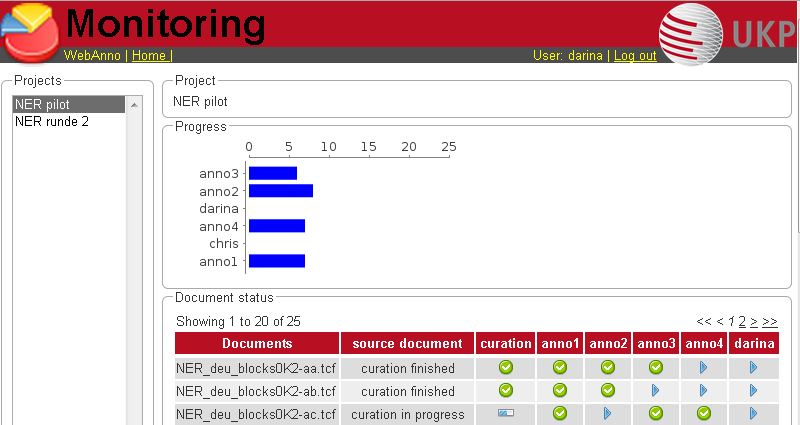 Monitoring
WebAnno | Home |
User: darina | Log out
UKP
Projects
NER pilot
NER runde 2
Project
NER pilot
Progress
0 5 10 15 20 25
anno3
anno2
darina
anno4
chris
anno1
Document status
Showing 1 to 20 of 25
<< < 1 2 > >>
Documents source document curation anno1 anno2 anno3 anno4 darina
NER_deu_blocks0K2-aa.tcf curation finished
NER_deu_blocks0K2-ab.tcf curation finished
NER_deu_blocks0K2-ac.tcf curation in progress